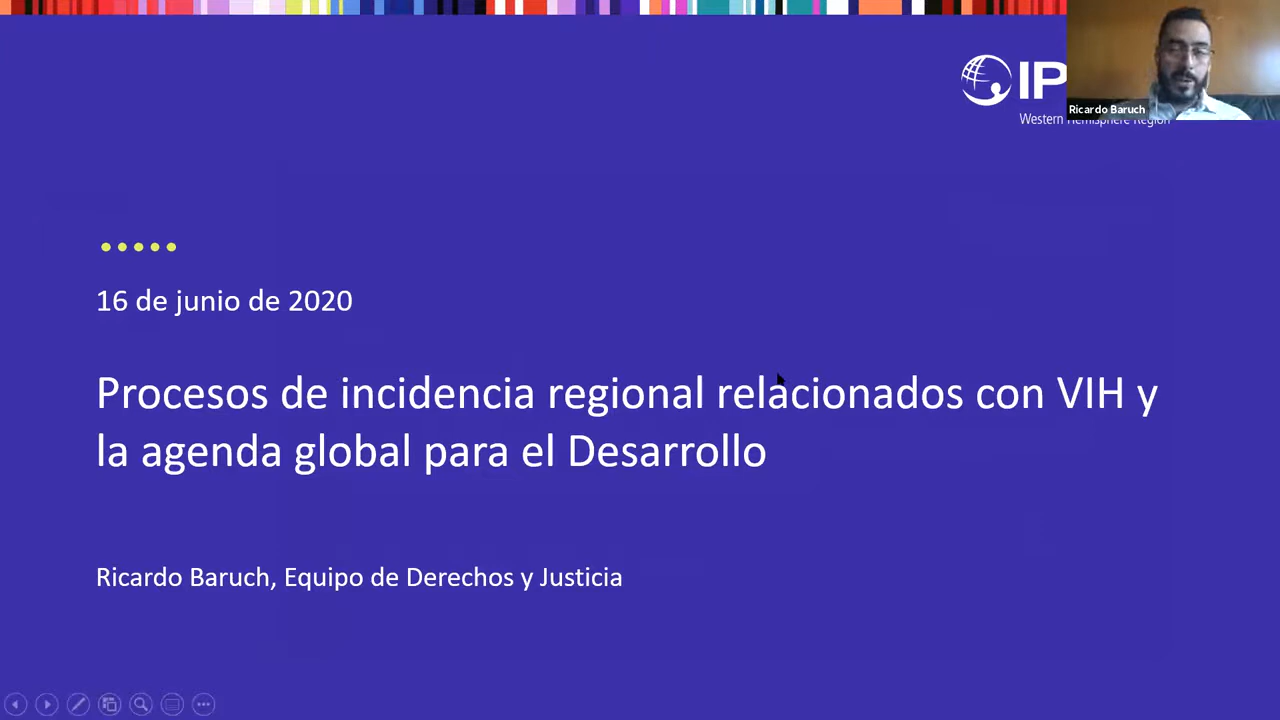 IP
Western Hemisphere Region
Ricardo Baruch
16 de junio de 2020
Procesos de incidencia regional relacionados con VIH y
la agenda global para el Desarrollo
Ricardo Baruch, Equipo de Derechos y Justicia